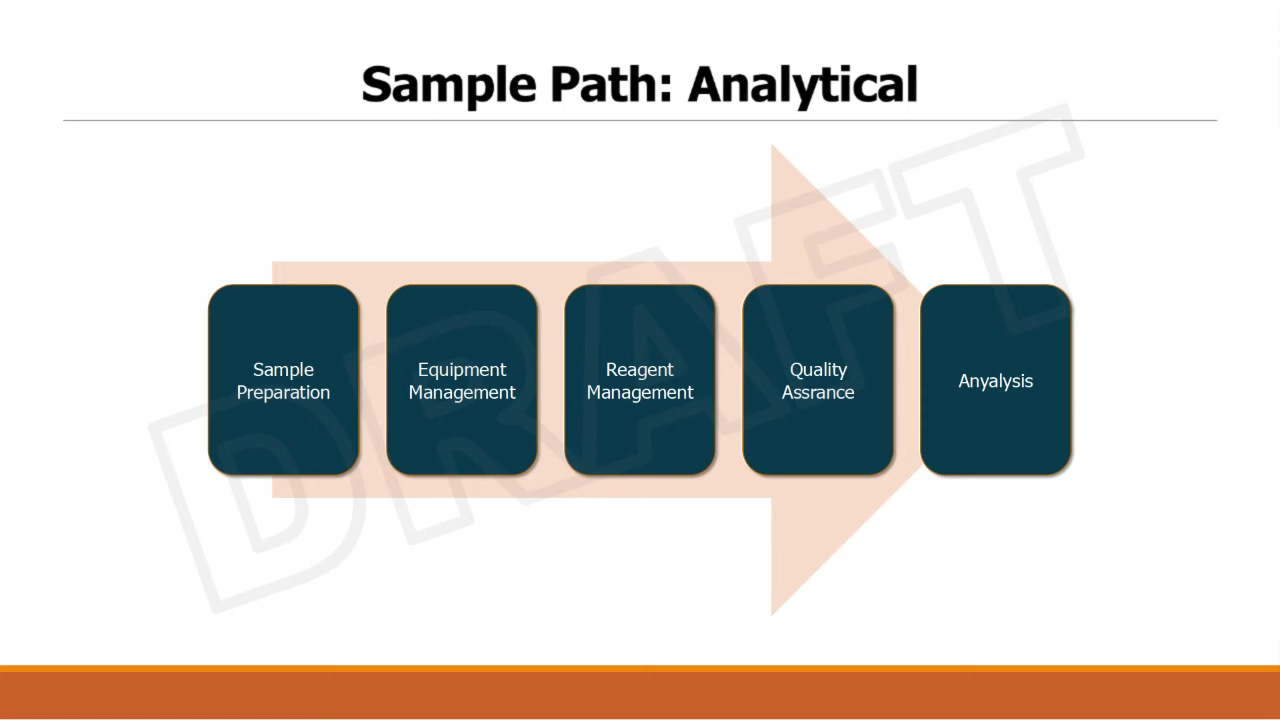 Sample Path: Analytical
Sample
Preparation
Equipment
Management
Reagent
Management
Quality
Assrance
Anyalysis
DRAFT